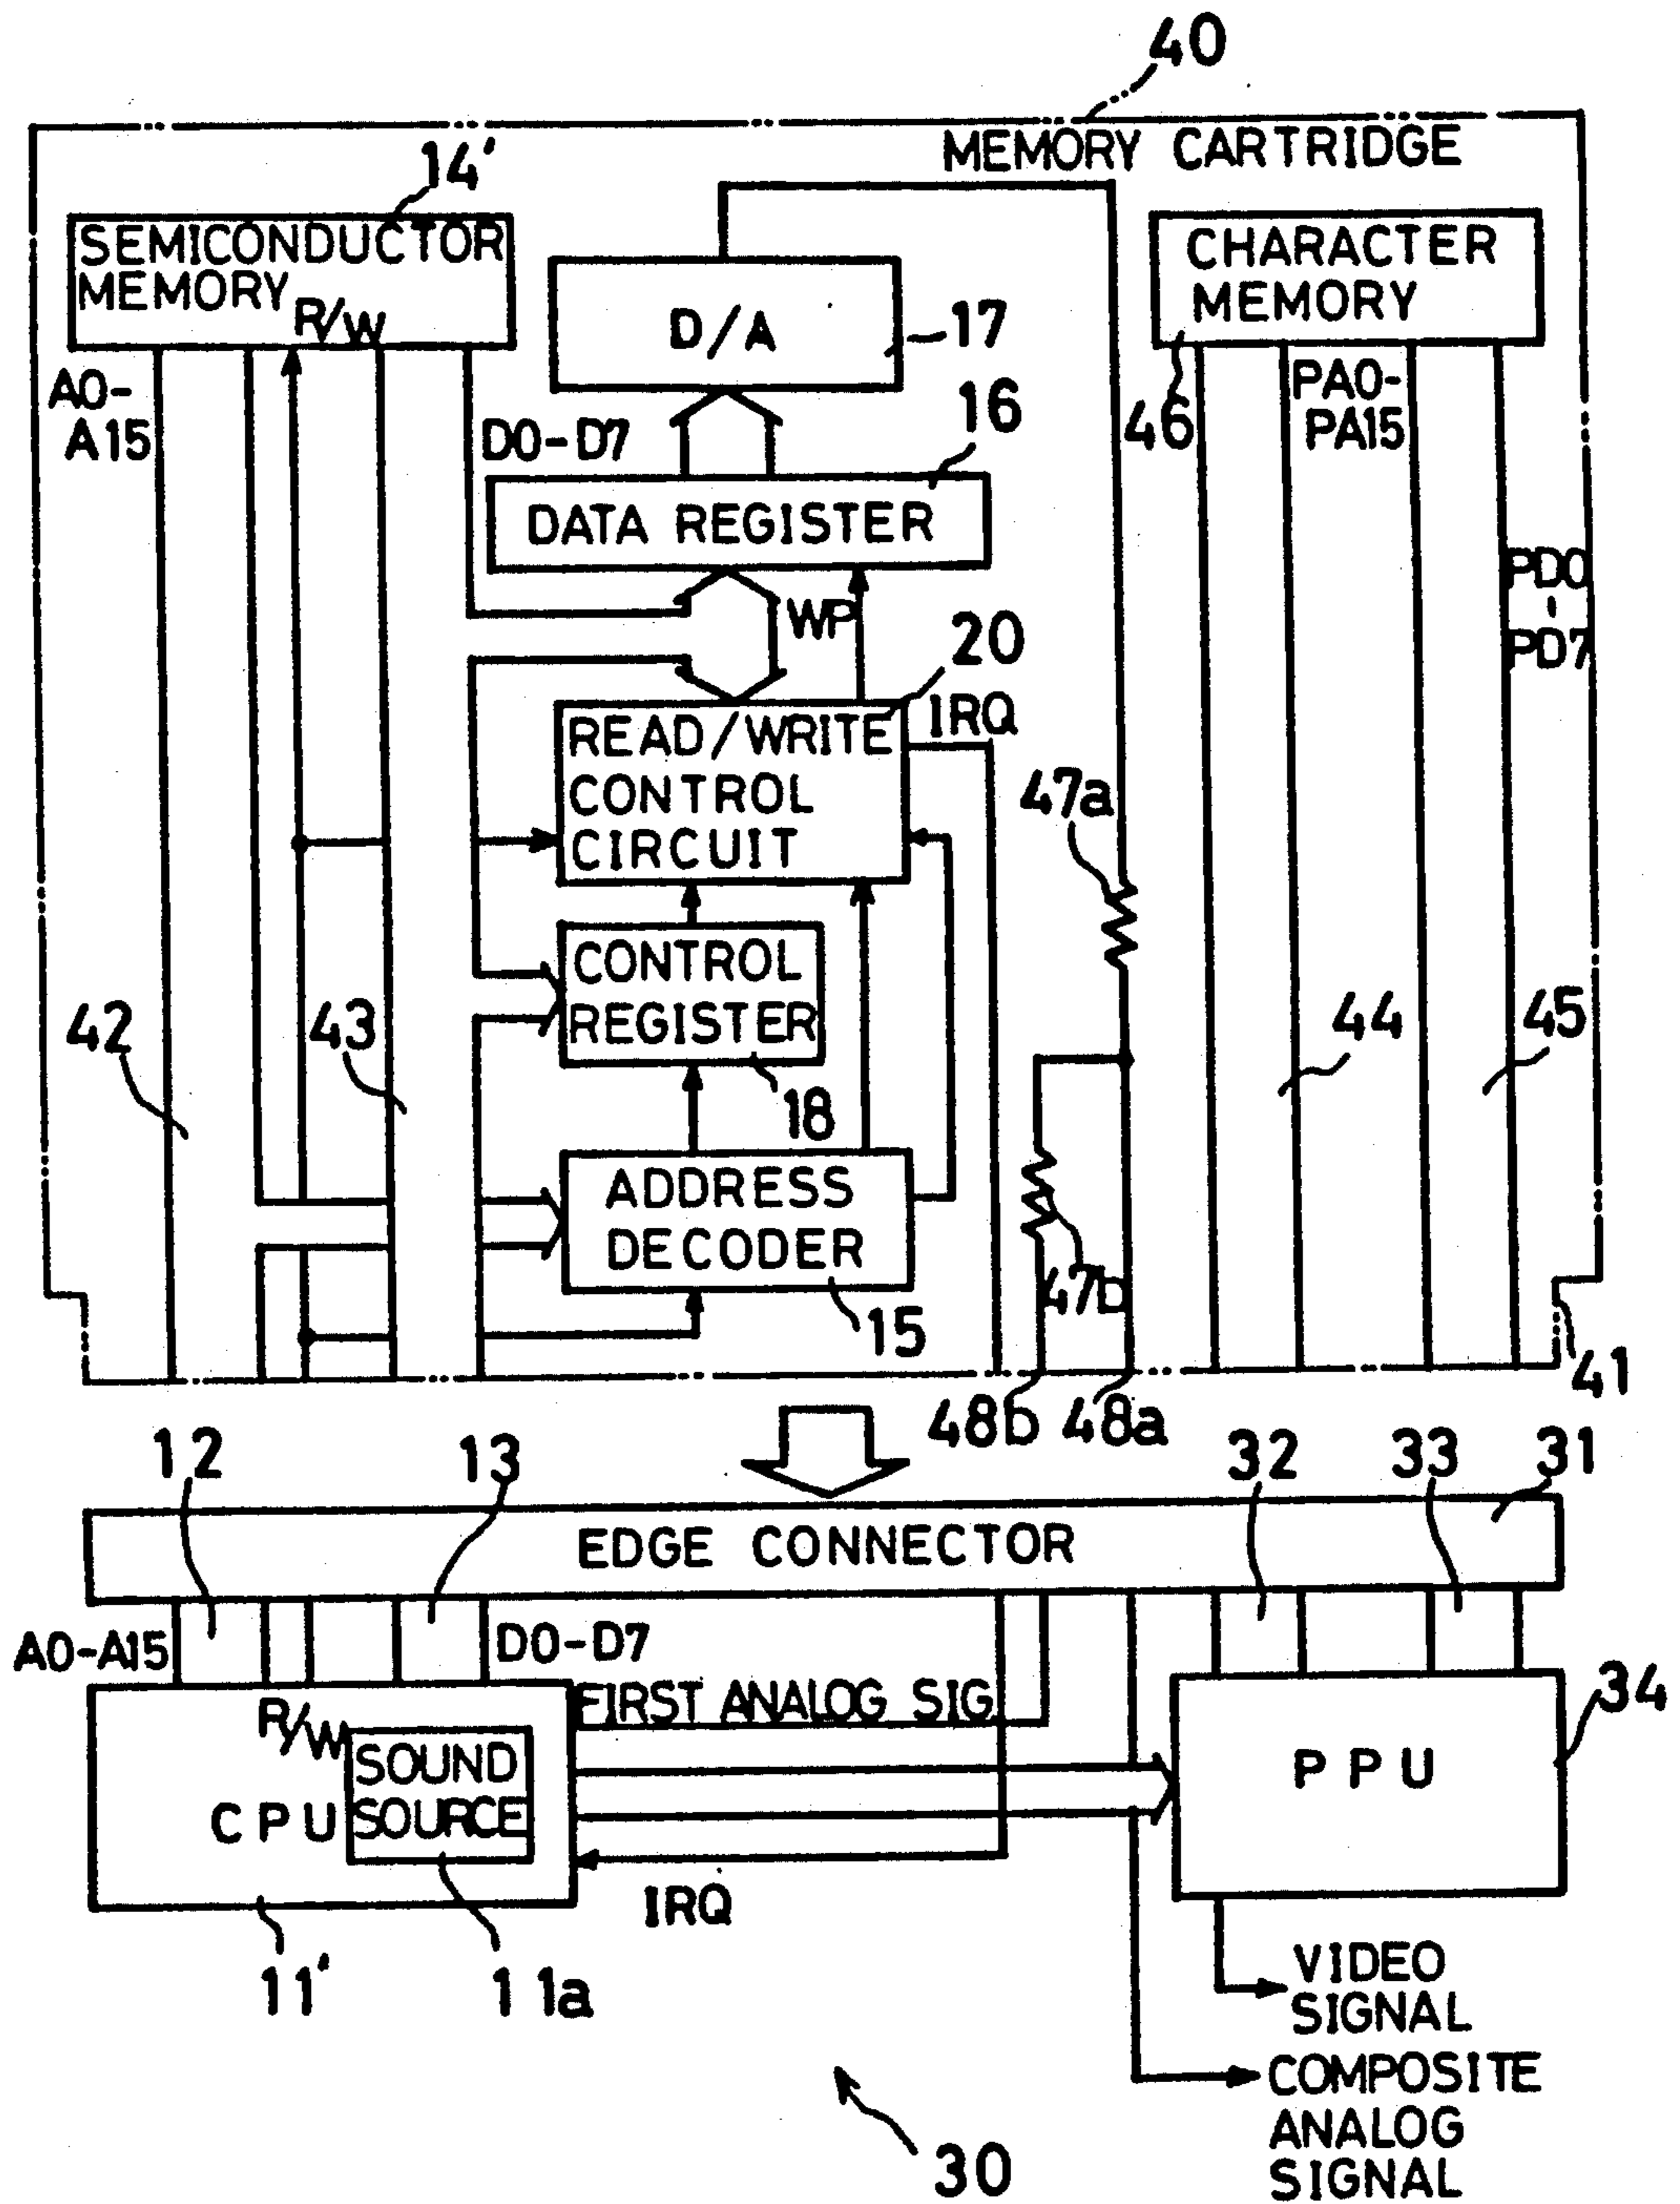 40
MEMORY CARTRIDGE
14'
SEMICONDUCTOR
MEMORY
R/W
D/A
17
CHARACTER
MEMORY
46
A0-
A15
D0-D7
16
PA0-
PA15
DATA REGISTER
PD0
-
PD7
WP
20
IRQ
READ/WRITE
CONTROL
CIRCUIT
47a
CONTROL
REGISTER
18
42
43
44
45
ADDRESS
DECODER
15
47b
41
48b
48a
12
13
32
33
31
EDGE CONNECTOR
A0-A15
D0-D7
FIRST ANALOG SIG
34
R/W
SOUND
SOURCE
CPU
PPU
IRQ
11'
11a
VIDEO
SIGNAL
COMPOSITE
ANALOG
SIGNAL
30